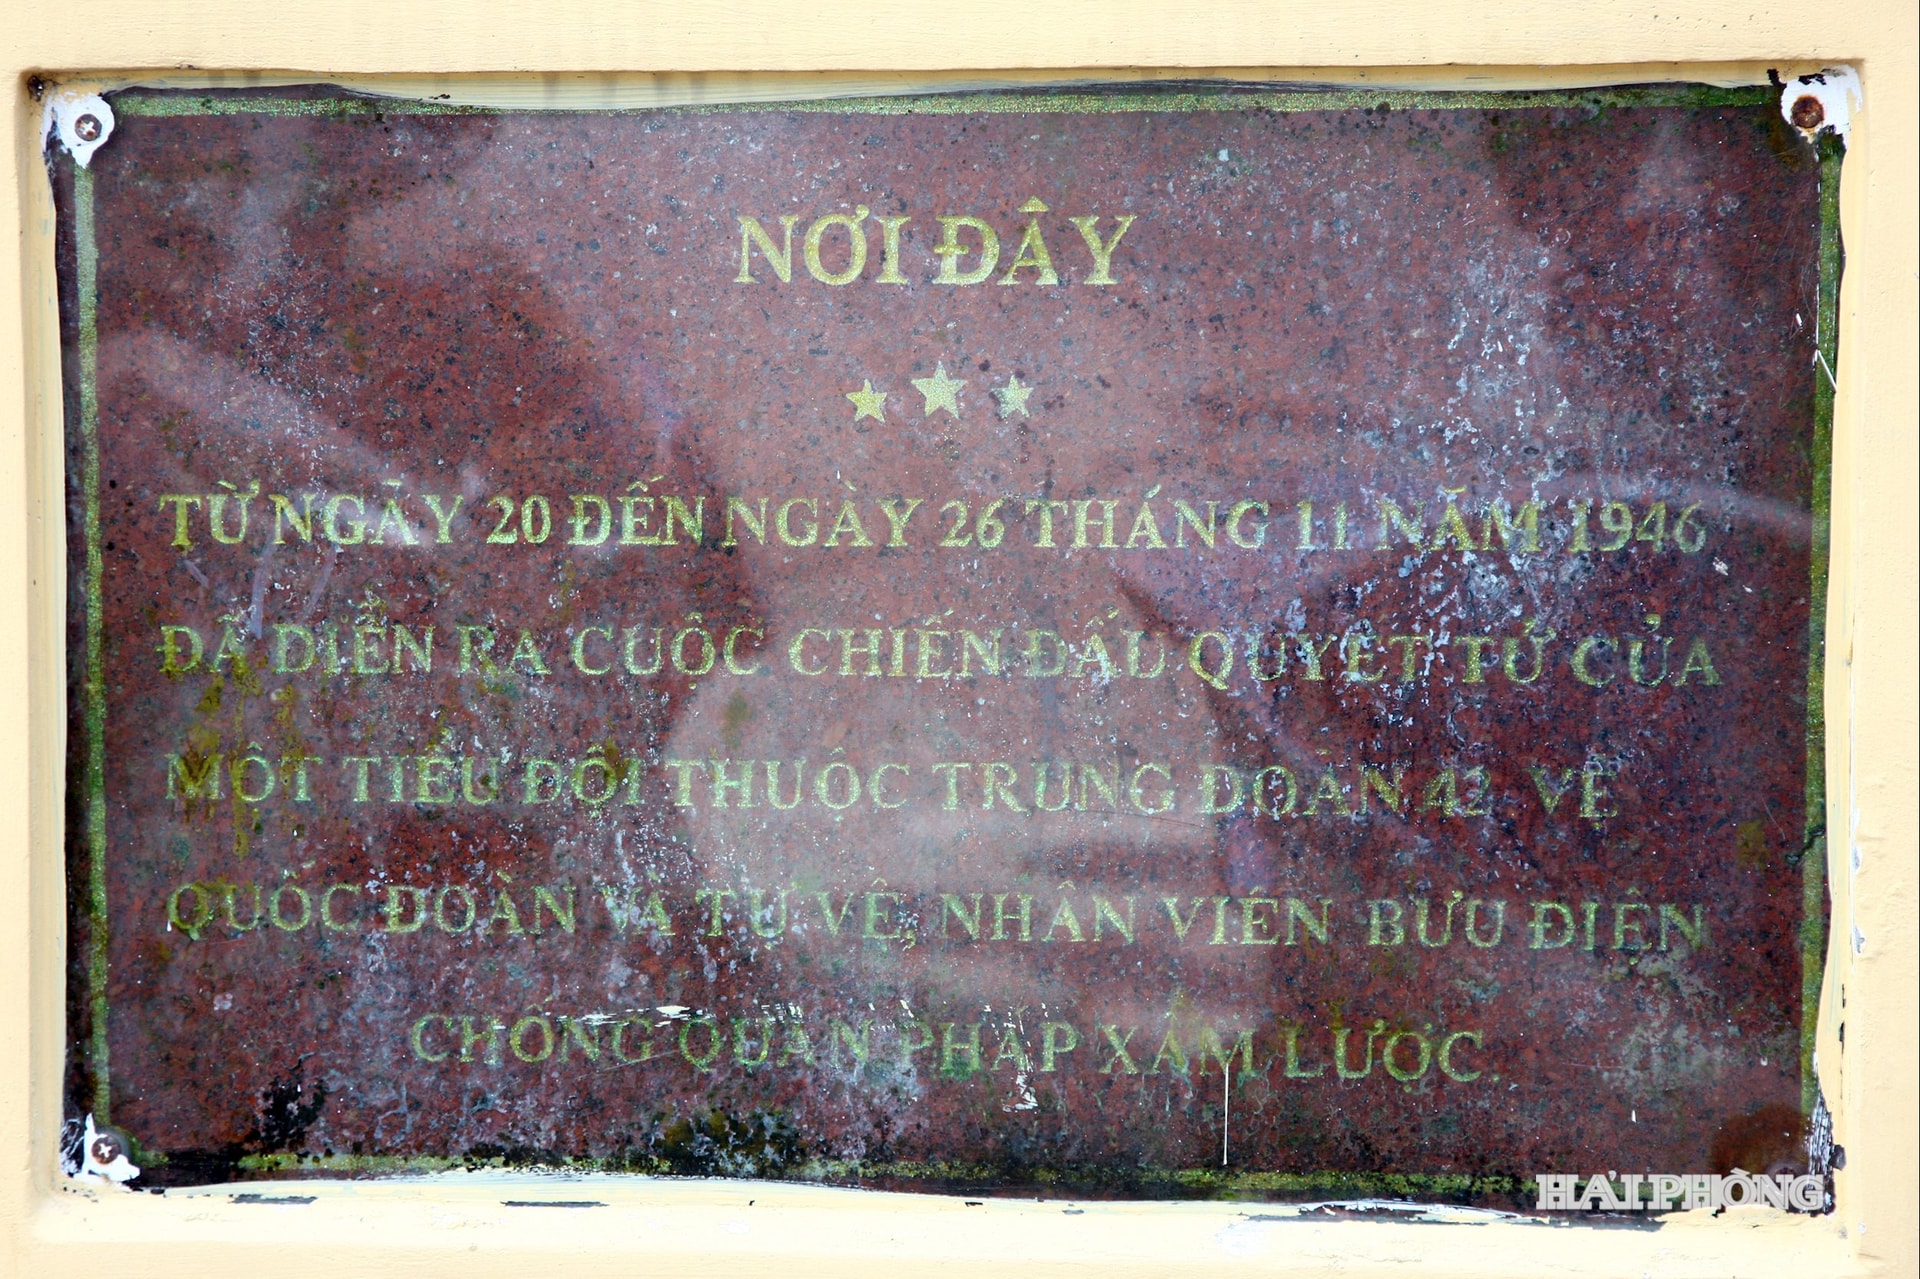 NƠI ĐÂY
TỪ NGÀY 20 ĐẾN NGÀY 26 THÁNG 11 NĂM 1946
ĐÃ DIỄN RA CUỘC CHIẾN ĐẤU QUYẾT TỬ CỦA
MỘT TIỂU ĐỘI THUỘC TRUNG ĐOÀN 42 VỆ
QUỐC ĐOÀN VÀ TỰ VỆ, NHÂN VIÊN BƯU ĐIỆN
CHỐNG QUÂN PHÁP XÂM LƯỢC.
HẢI PHÒNG